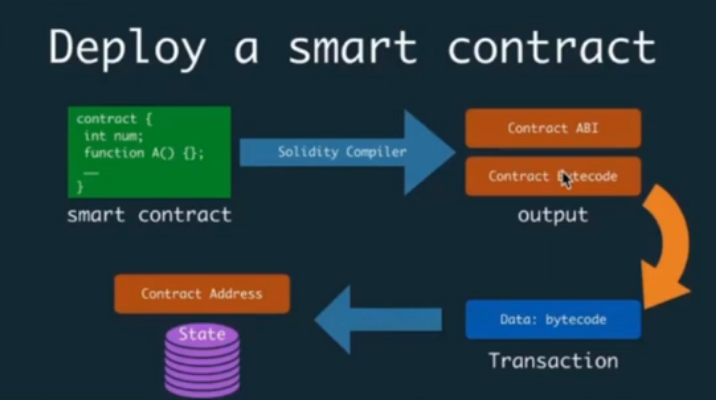 Deploy a smart contract
contract {
int num;
function A() {};
__
}
smart contract
Solidity Compiler
Contract ABI
Contract Bytecode
output
Data: bytecode
Transaction
Contract Address
State